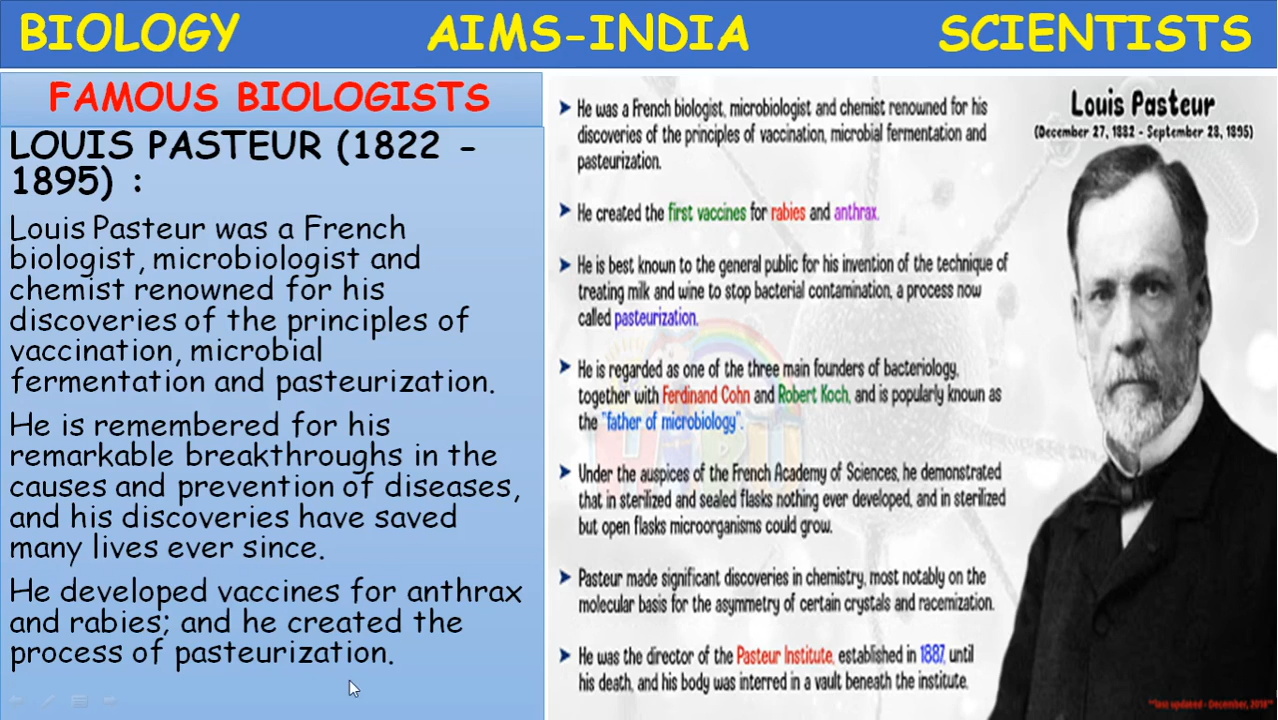 BIOLOGY AIMS-INDIA SCIENTISTS
FAMOUS BIOLOGISTS
LOUIS PASTEUR (1822 -
1895) :
Louis Pasteur was a French
biologist, microbiologist and
chemist renowned for his
discoveries of the principles of
vaccination, microbial
fermentation and pasteurization.
He is remembered for his
remarkable breakthroughs in the
causes and prevention of diseases,
and his discoveries have saved
many lives ever since.
He developed vaccines for anthrax
and rabies; and he created the
process of pasteurization.
Louis Pasteur
(December 27, 1882 - September 28, 1895)
➤ He was a French biologist, microbiologist and chemist renowned for his
discoveries of the principles of vaccination, microbial fermentation and
pasteurization.
➤ He created the first vaccines for rabies and anthrax.
➤ He is best known to the general public for his invention of the technique of
treating milk and wine to stop bacterial contamination, a process now
called pasteurization.
➤ He is regarded as one of the three main founders of bacteriology,
together with Ferdinand Cohn and Robert Koch, and is popularly known as
the "father of microbiology".
➤ Under the auspices of the French Academy of Sciences, he demonstrated
that in sterilized and sealed flasks nothing ever developed, and in sterilized
but open flasks microorganisms could grow.
➤ Pasteur made significant discoveries in chemistry, most notably on the
molecular basis for the asymmetry of certain crystals and racemization.
➤ He was the director of the Pasteur Institute, established in 1887, until
his death, and his body was interred in a vault beneath the institute.
**last updated - December, 2018**